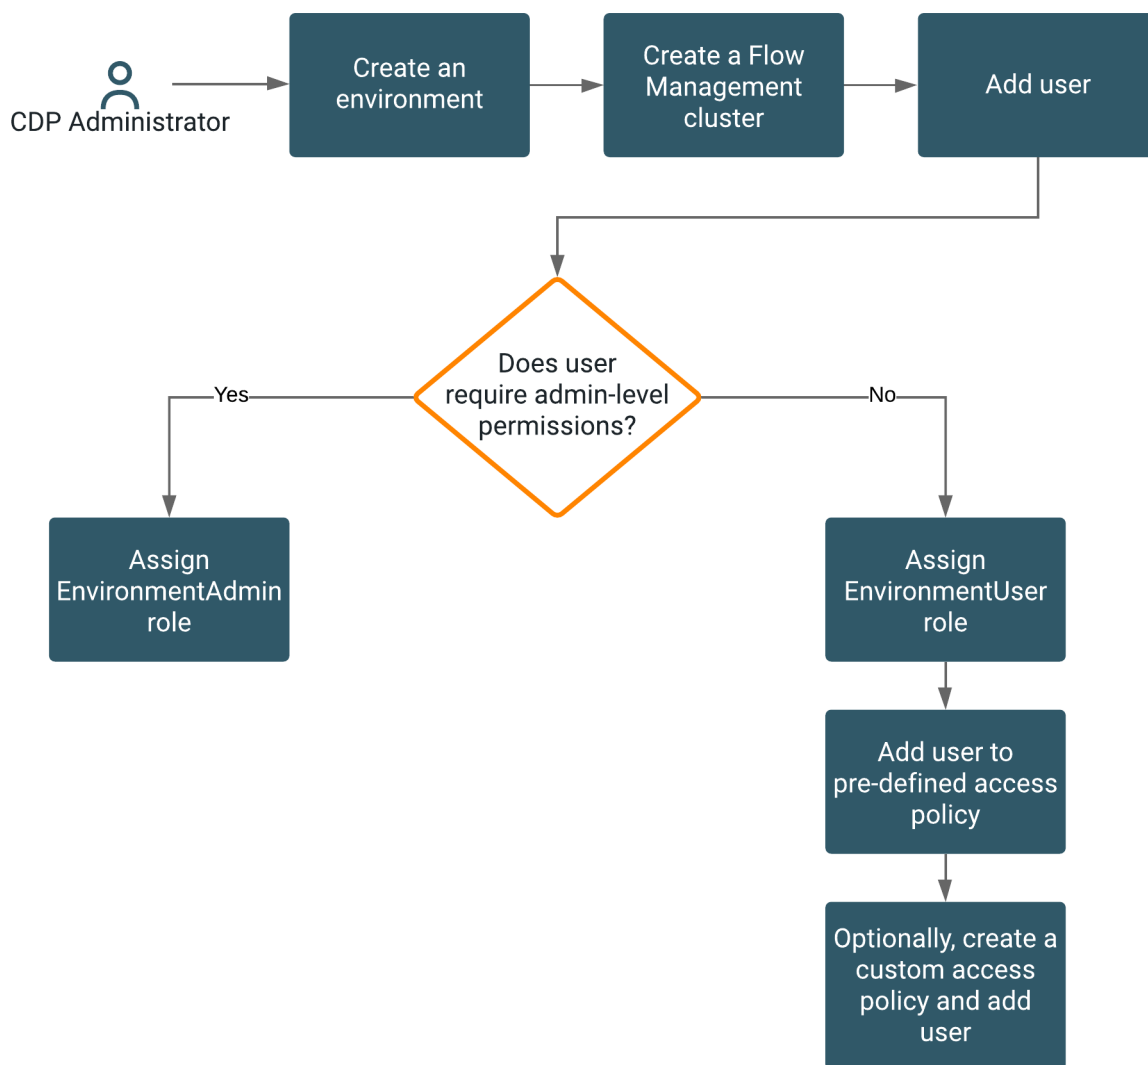 CDP Administrator
Create an
environment
Create a Flow
Management
cluster
Add user
Does user
require admin-level
permissions?
Yes
No
Assign
EnvironmentAdmin
role
Assign
EnvironmentUser
role
Add user to
pre-defined access
policy
Optionally, create a
custom access
policy and add
user